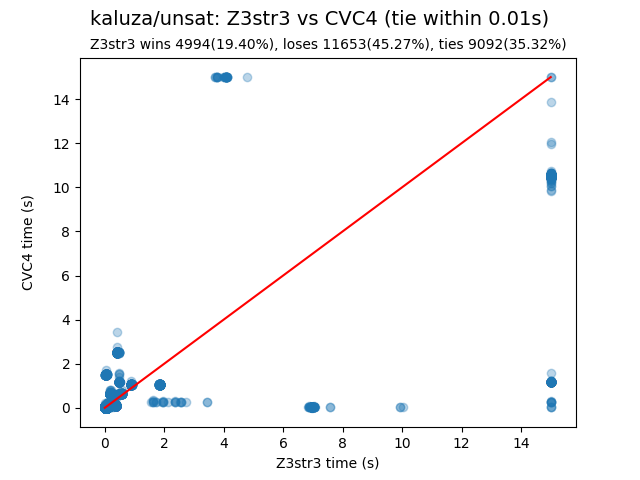 kaluza/unsat: Z3str3 vs CVC4 (tie within 0.01s)
Z3str3 wins 4994(19.40%), loses 11653(45.27%), ties 9092(35.32%)
14
12
10
8
6
4
2
0
CVC4 time (s)
0 2 4 6 8 10 12 14
Z3str3 time (s)